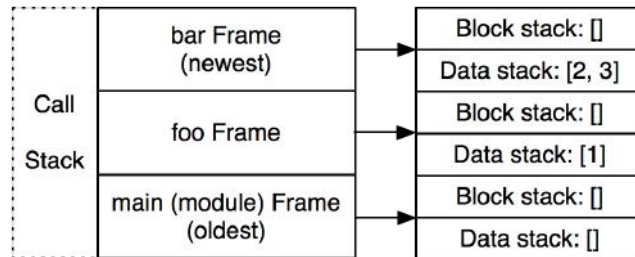 Call
Stack
bar Frame
(newest)
foo Frame
main (module) Frame
(oldest)
Block stack: []
Data stack: [2, 3]
Block stack: []
Data stack: [1]
Block stack: []
Data stack: []